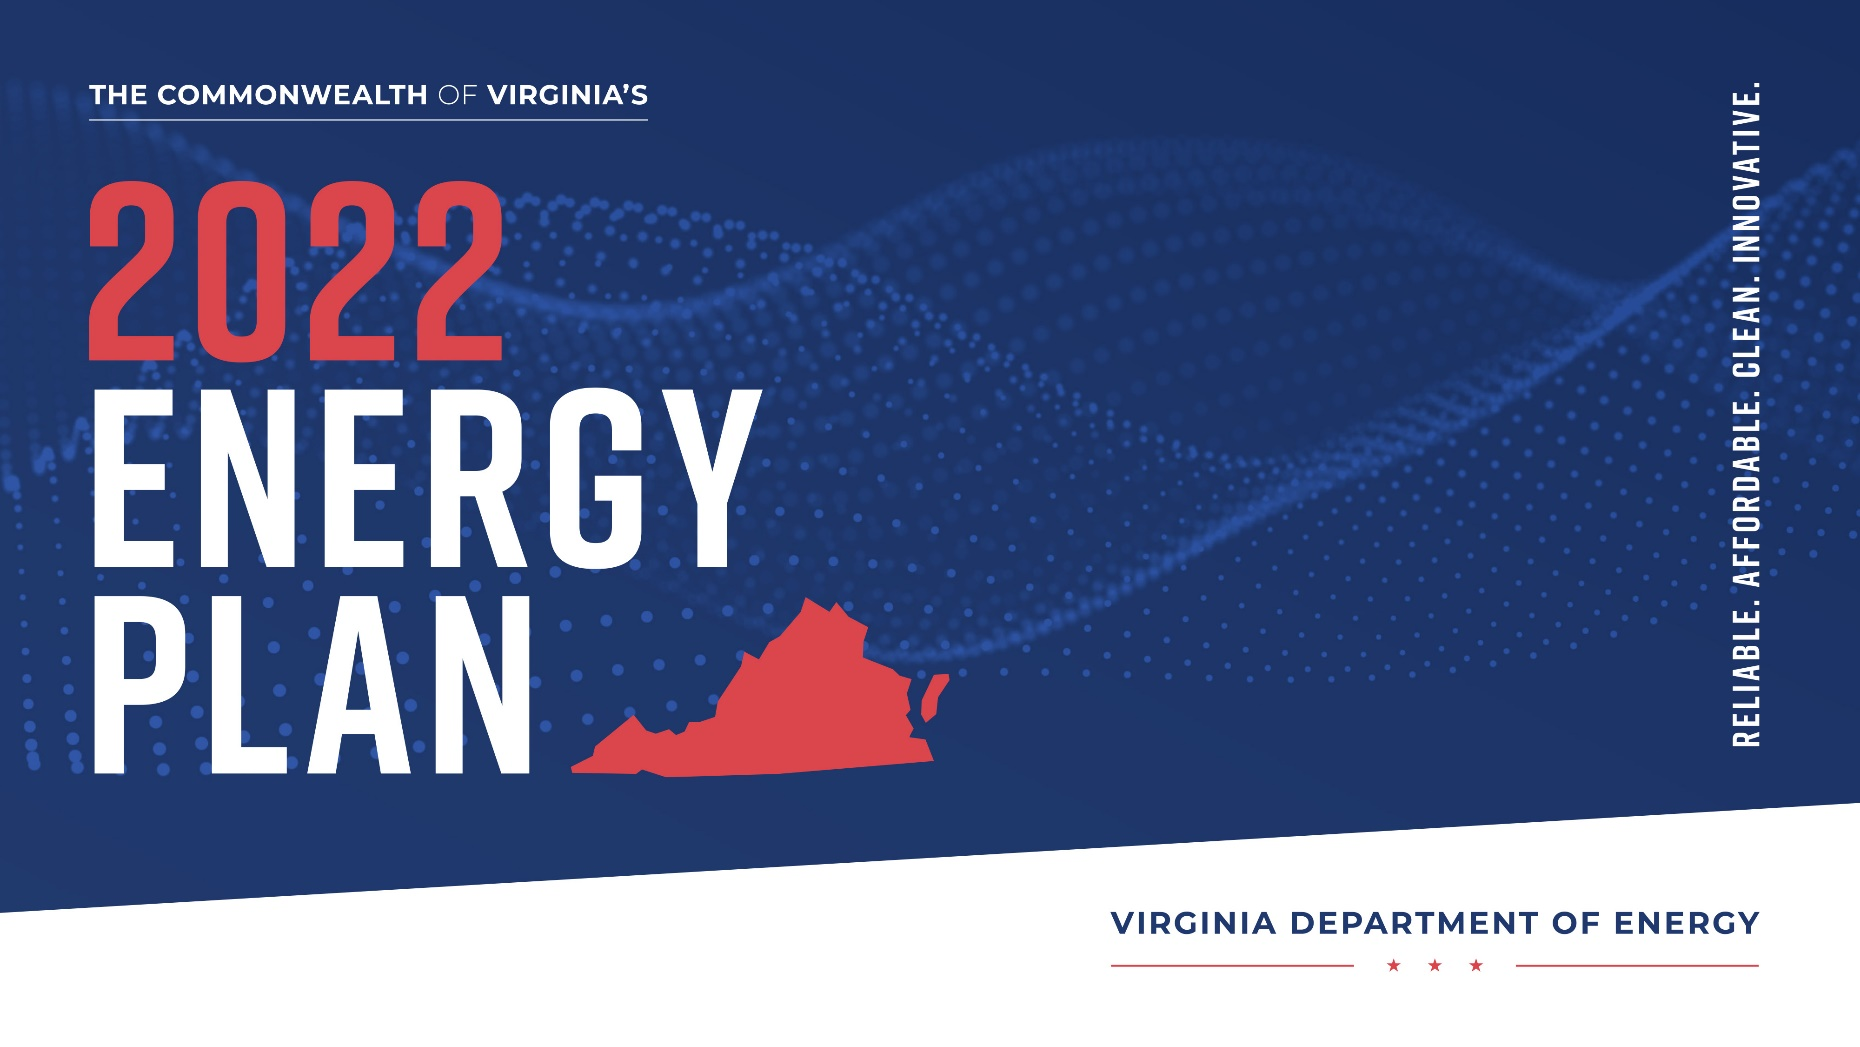 THE COMMONWEALTH OF VIRGINIA’S
2022
ENERGY
PLAN
RELIABLE. AFFORDABLE. CLEAN. INNOVATIVE.
VIRGINIA DEPARTMENT OF ENERGY